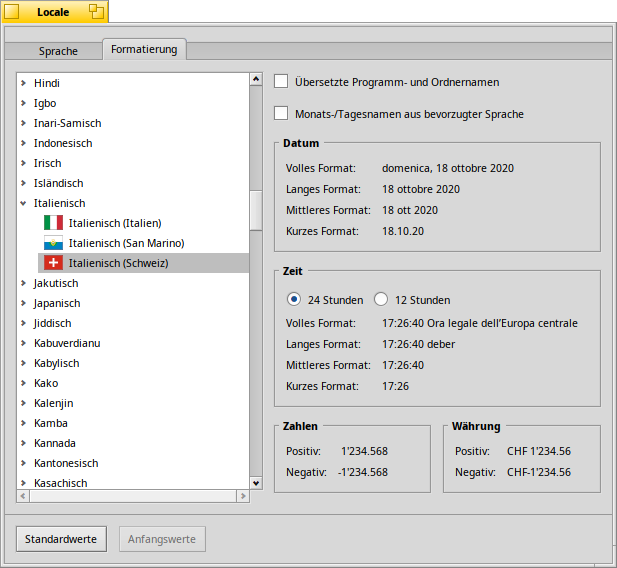 Locale
Sprache Formatierung
Hindi
Igbo
Inari-Samisch
Indonesisch
Irisch
Isländisch
Italienisch
Italienisch (Italien)
Italienisch (San Marino)
Italienisch (Schweiz)
Jakutisch
Japanisch
Jiddisch
Kabuverdianu
Kabylisch
Kako
Kalenjin
Kamba
Kannada
Kantonesisch
Kasachisch
Übersetzte Programm- und Ordnernamen
Monats-/Tagesnamen aus bevorzugter Sprache
Datum
Volles Format: domenica, 18 ottobre 2020
Langes Format: 18 ottobre 2020
Mittleres Format: 18 ott 2020
Kurzes Format: 18.10.20
Zeit
24 Stunden 12 Stunden
Volles Format: 17:26:40 Ora legale dell’Europa centrale
Langes Format: 17:26:40 deber
Mittleres Format: 17:26:40
Kurzes Format: 17:26
Zahlen
Positiv: 1’234.568
Negativ: -1’234.568
Währung
Positiv: CHF 1’234.56
Negativ: CHF-1’234.56
Standardwerte Anfangswerte